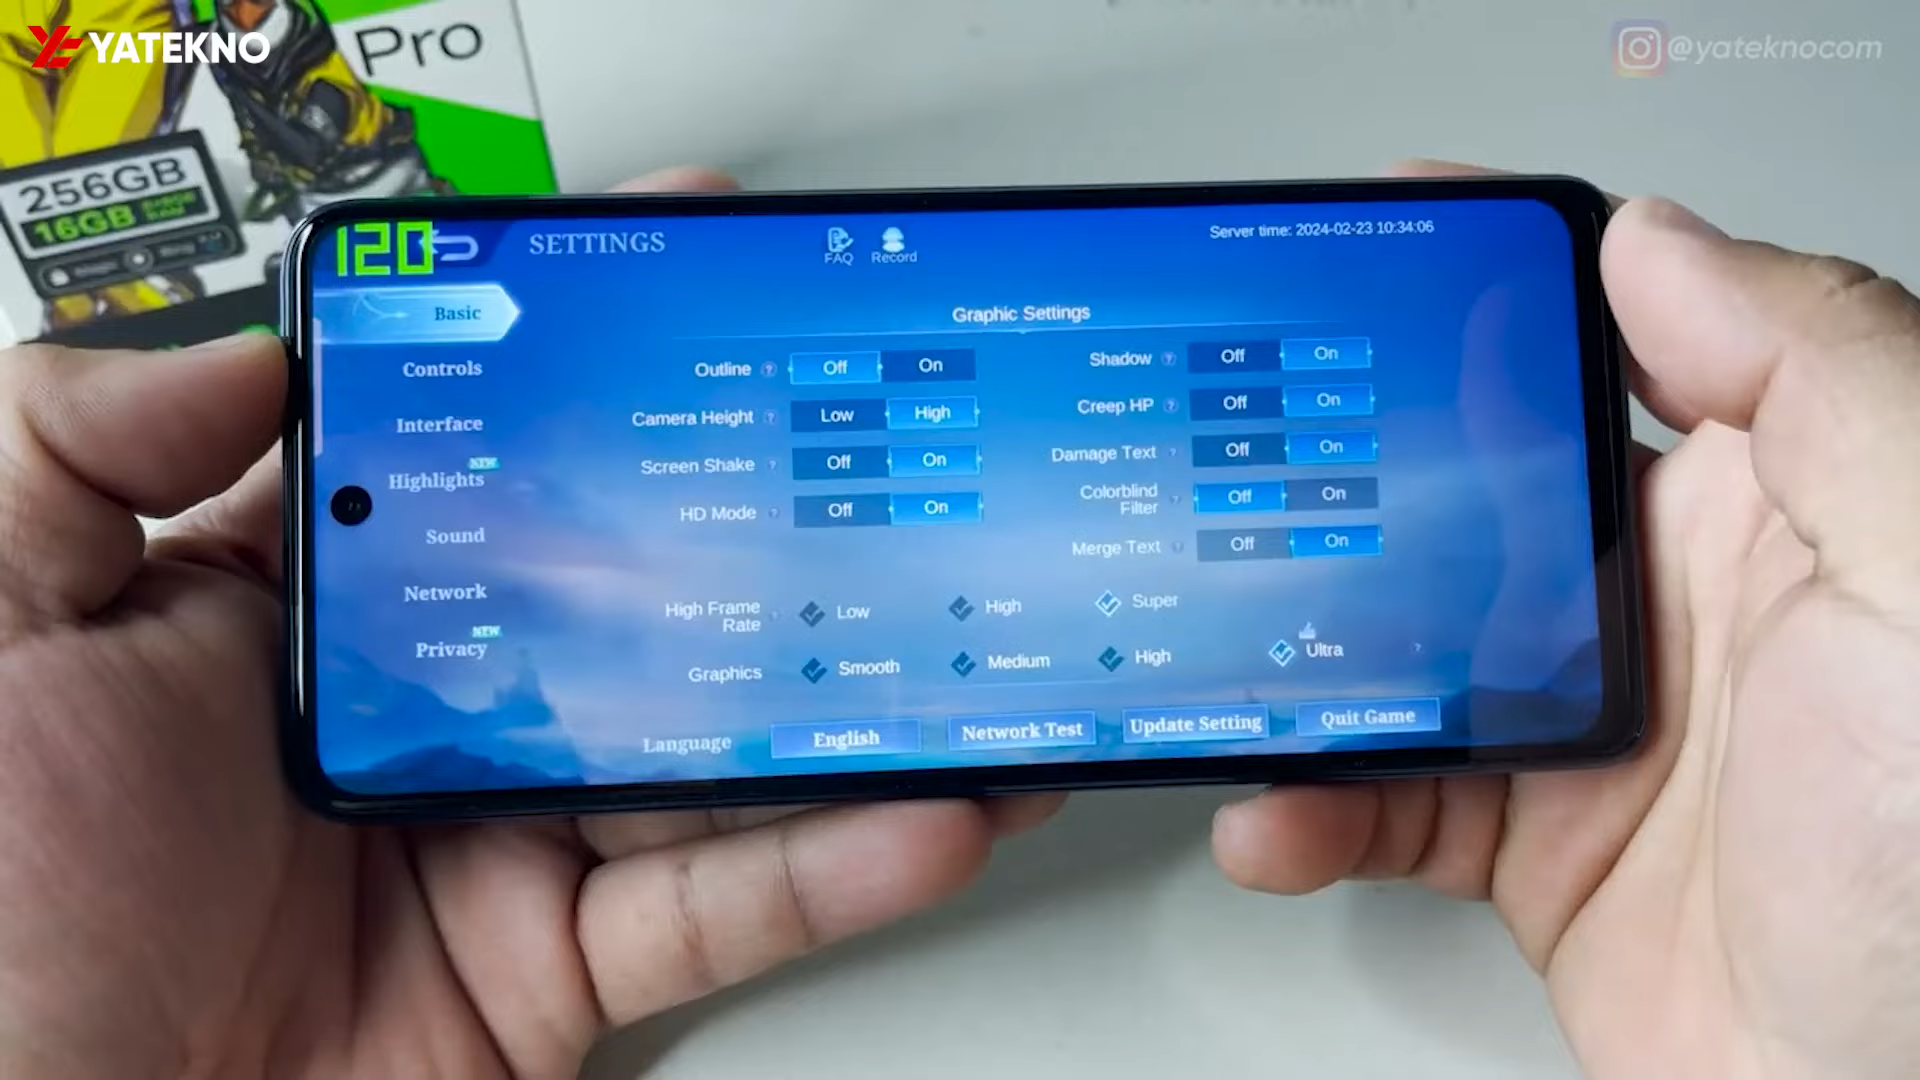 YATEKNO
@yateknocom
Pro
256GB
16GB
120
SETTINGS
FAQ
Record
Server time: 2024-02-23 10:34:06
Basic
Controls
Interface
Highlights
NEW
Sound
Network
Privacy
NEW
Graphic Settings
Outline ? Off On
Camera Height ? Low High
Screen Shake ? Off On
HD Mode ? Off On
Shadow ? Off On
Creep HP ? Off On
Damage Text ? Off On
Colorblind
Filter ? Off On
Merge Text ? Off On
High Frame
Rate Low High Super
Graphics Smooth Medium High Ultra ?
Language English Network Test Update Setting Quit Game